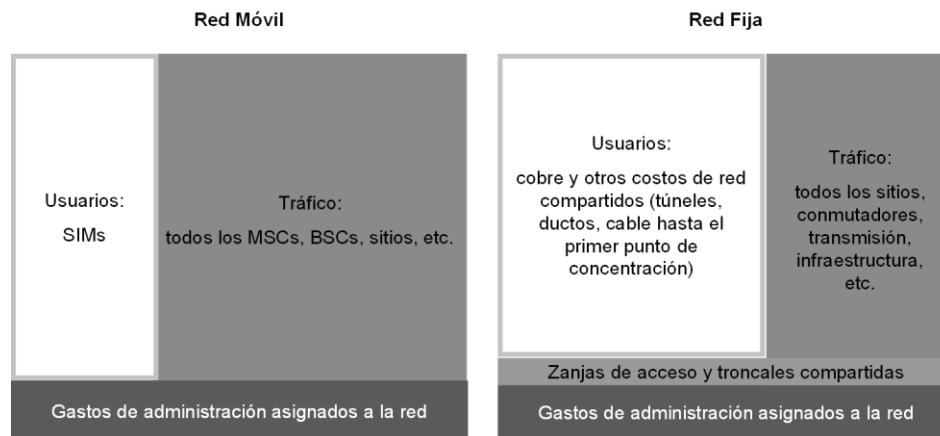 Red Móvil
Usuarios:
SIMs
Tráfico:
todos los MSCs, BSCs, sitios, etc.
Gastos de administración asignados a la red
Red Fija
Usuarios:
cobre y otros costos de red
compartidos (túneles,
ductos, cable hasta el
primer punto de
concentración)
Tráfico:
todos los sitios,
conmutadores,
transmisión,
infraestructura,
etc.
Zanjas de acceso y troncales compartidas
Gastos de administración asignados a la red